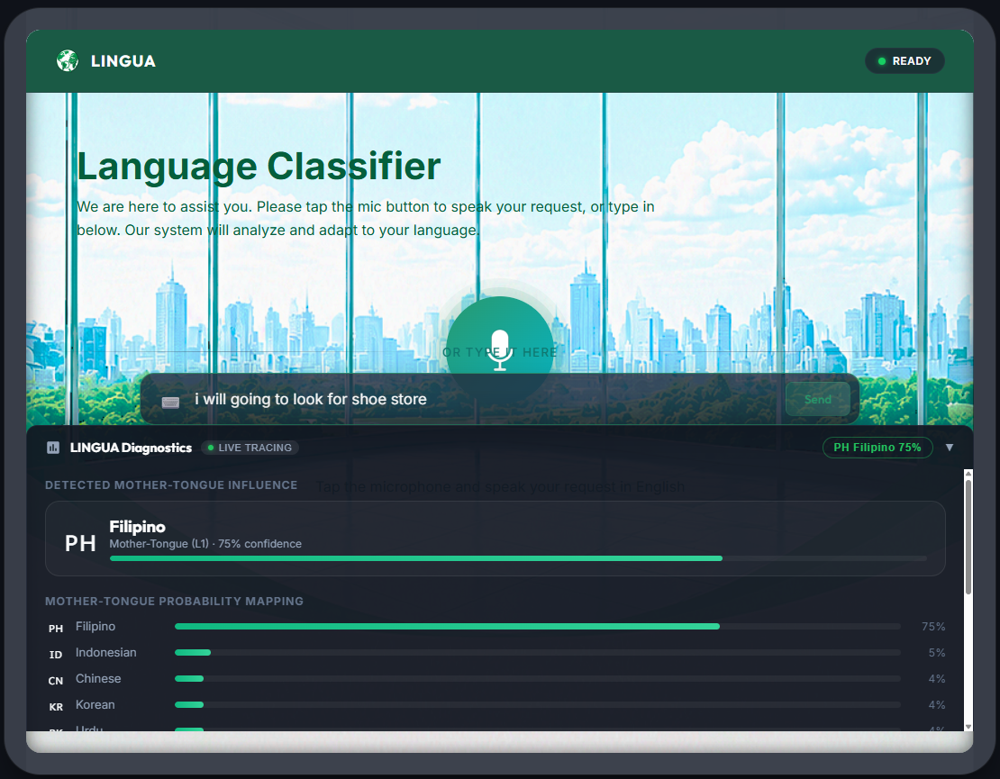 LINGUA
READY
Language Classifier
We are here to assist you. Please tap the mic button to speak your request, or type in
below. Our system will analyze and adapt to your language.
OR TYPE IT HERE
i will going to look for shoe store
Send
LINGUA Diagnostics
LIVE TRACING
PH Filipino 75%
▼
DETECTED MOTHER-TONGUE INFLUENCE
Tap the microphone and speak your request in English
PH
Filipino
Mother-Tongue (L1) · 75% confidence
MOTHER-TONGUE PROBABILITY MAPPING
PH Filipino 75%
ID Indonesian 5%
CN Chinese 4%
KR Korean 4%
PK Urdu 4%